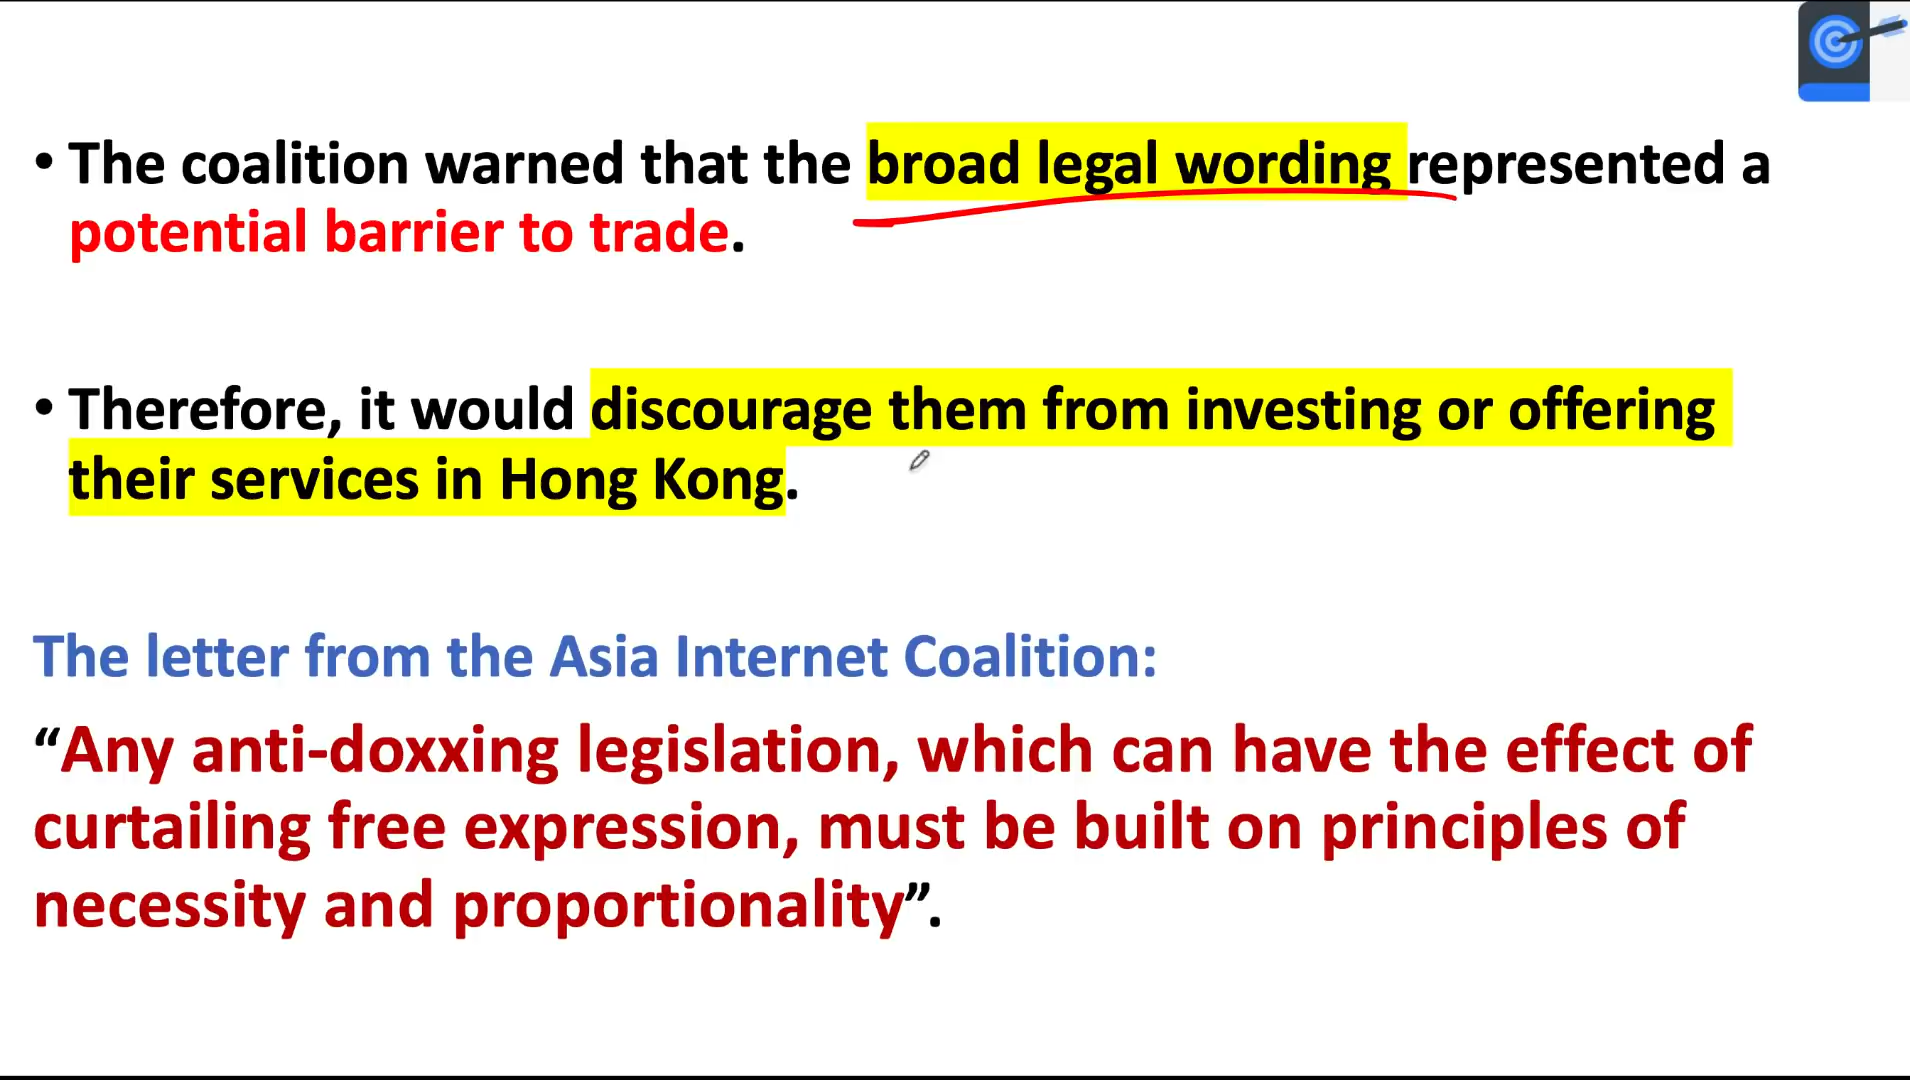 • The coalition warned that the broad legal wording represented a
potential barrier to trade.
• Therefore, it would discourage them from investing or offering
their services in Hong Kong.
The letter from the Asia Internet Coalition:
“Any anti-doxxing legislation, which can have the effect of
curtailing free expression, must be built on principles of
necessity and proportionality”.